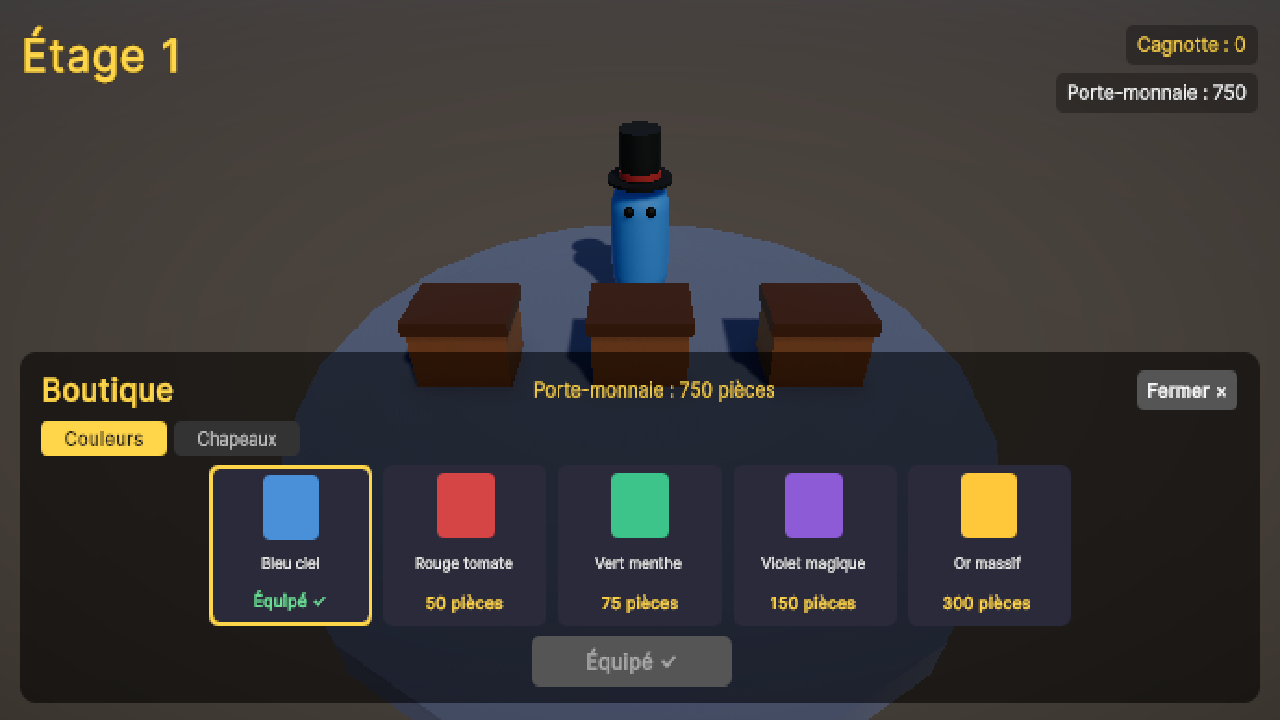 Étage 1
Cagnotte : 0
Porte-monnaie : 750
Boutique
Porte-monnaie : 750 pièces
Fermer ×
Couleurs
Chapeaux
Bleu ciel
Équipé ✓
Rouge tomate
50 pièces
Vert menthe
75 pièces
Violet magique
150 pièces
Or massif
300 pièces
Équipé ✓